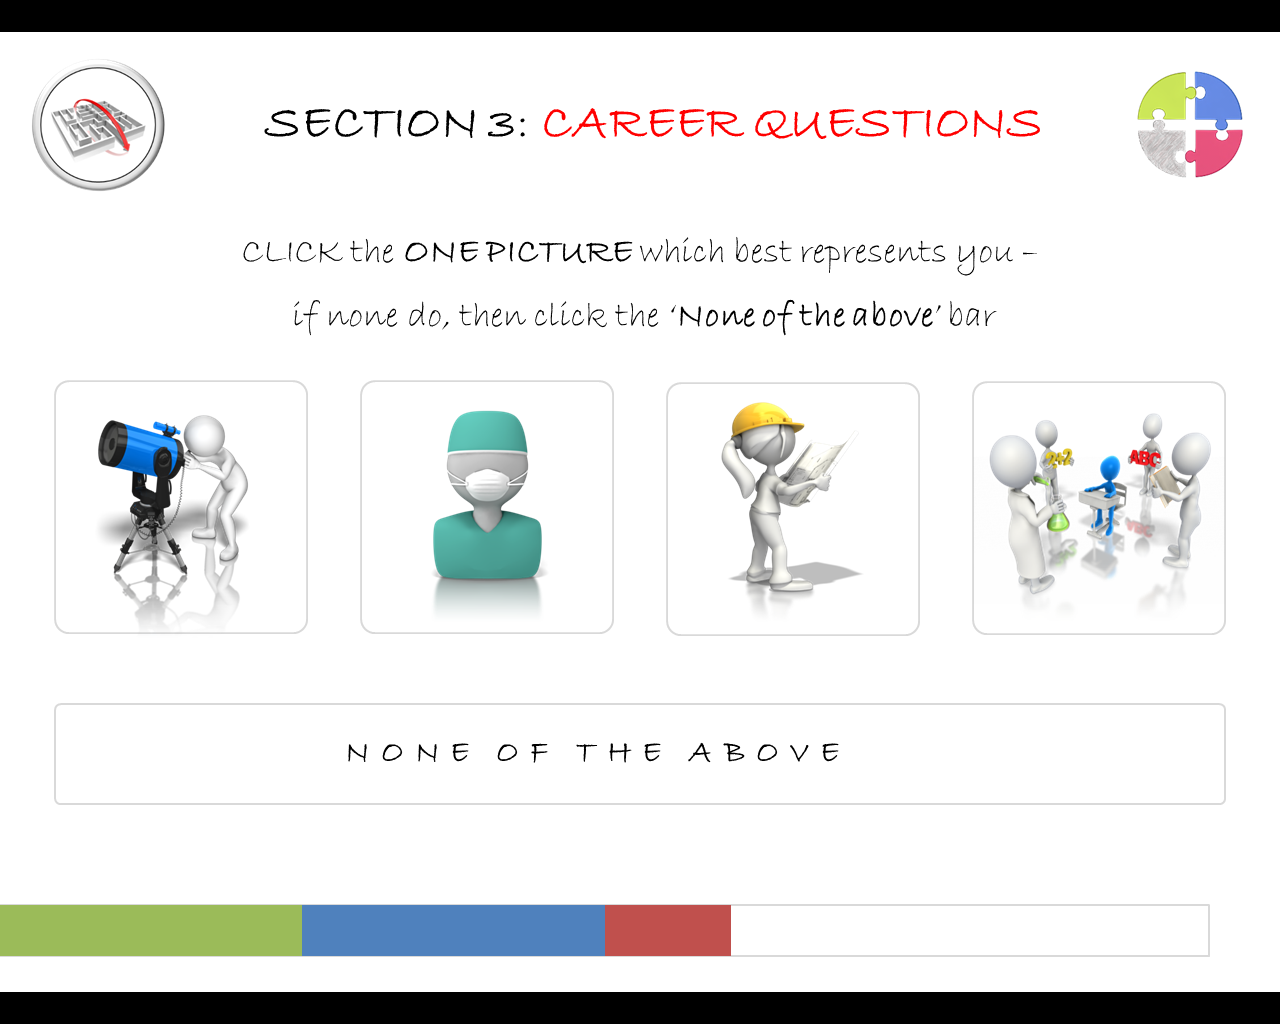 SECTION 3: CAREER QUESTIONS
CLICK the ONE PICTURE which best represents you –
if none do, then click the ‘None of the above’ bar
2+2
ABC
NONE OF THE ABOVE